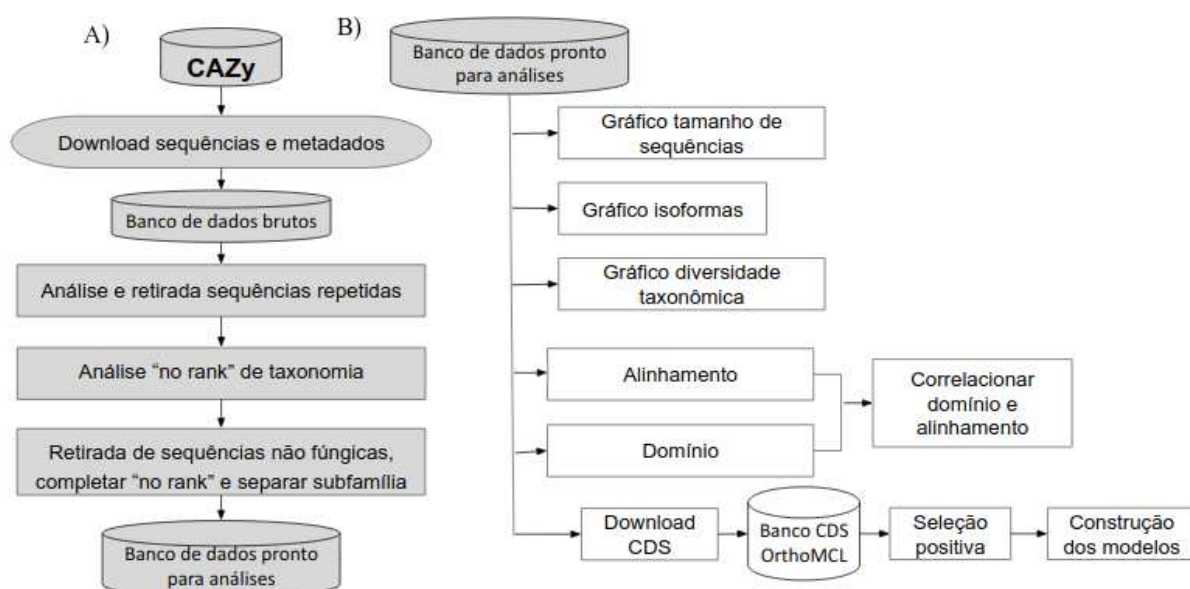 A)
CAZy
Download sequências e metadados
Banco de dados brutos
Análise e retirada sequências repetidas
Análise “no rank” de taxonomia
Retirada de sequências não fúngicas,
completar “no rank” e separar subfamília
Banco de dados pronto
para análises
B)
Banco de dados pronto
para análises
Gráfico tamanho de
sequências
Gráfico isoformas
Gráfico diversidade
taxonômica
Alinhamento
Domínio
Correlacionar
domínio e
alinhamento
Download
CDS
Banco CDS
OrthoMCL
Seleção
positiva
Construção
dos modelos